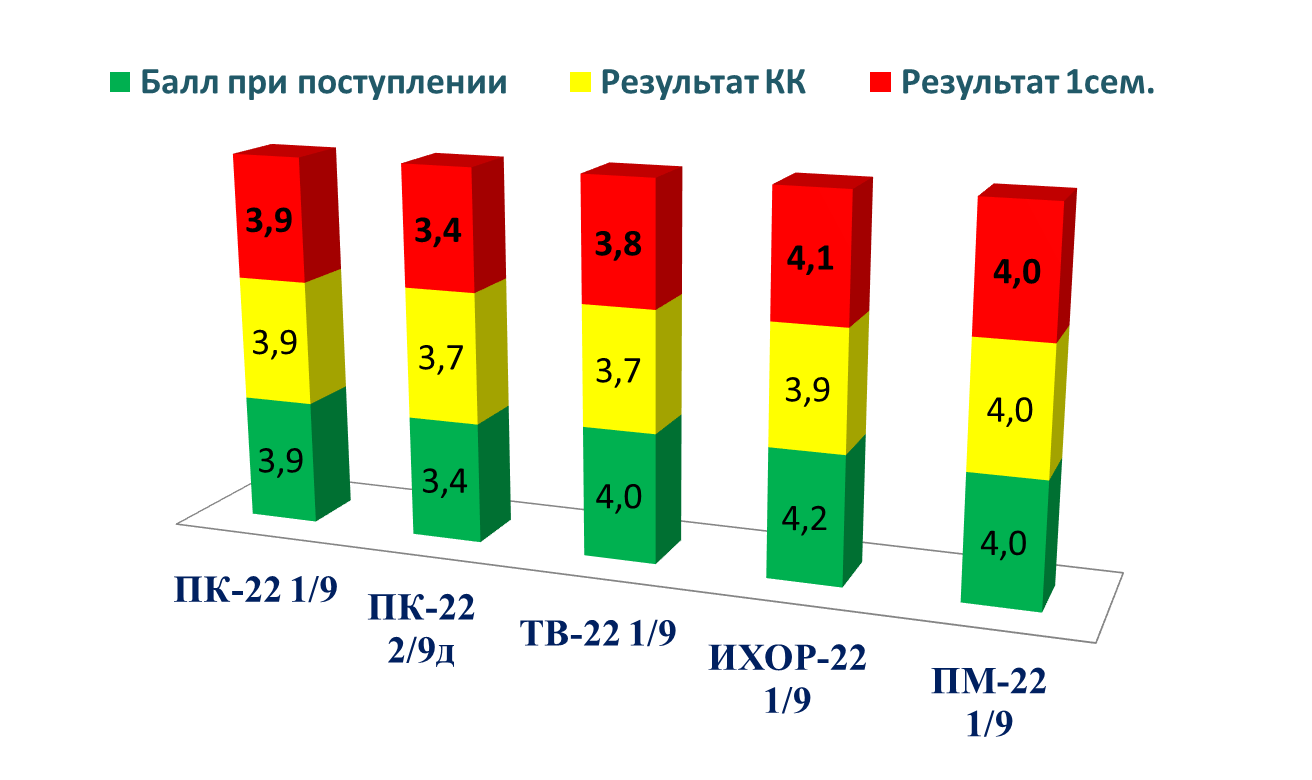 Балл при поступлении Результат КК Результат 1сем.
3,9 3,4 3,8 4,1 4,0
3,9 3,7 3,7 3,9 4,0
3,9 3,4 4,0 4,2 4,0
ПК-22 1/9
ПК-22
2/9д
ТВ-22 1/9
ИХОР-22
1/9
ПМ-22
1/9